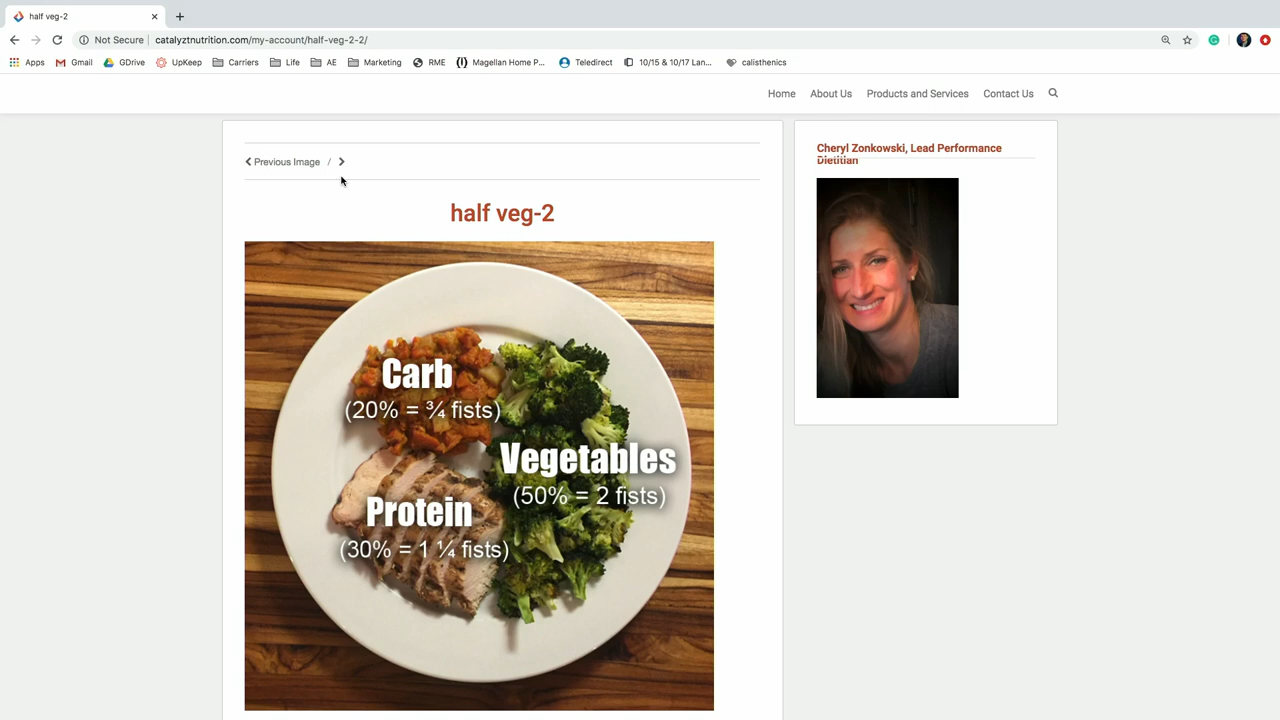 half veg-2
Not Secure
catalyztnutrition.com/my-account/half-veg-2-2/
Apps
Gmail
GDrive
UpKeep
Carriers
Life
AE
Marketing
RME
Magellan Home P...
Teledirect
10/15 & 10/17 Lan...
calisthenics
Home
About Us
Products and Services
Contact Us
Previous Image /
half veg-2
Carb
(20% = ¾ fists)
Vegetables
(50% = 2 fists)
Protein
(30% = 1 ¼ fists)
Cheryl Zonkowski, Lead Performance
Dietitian